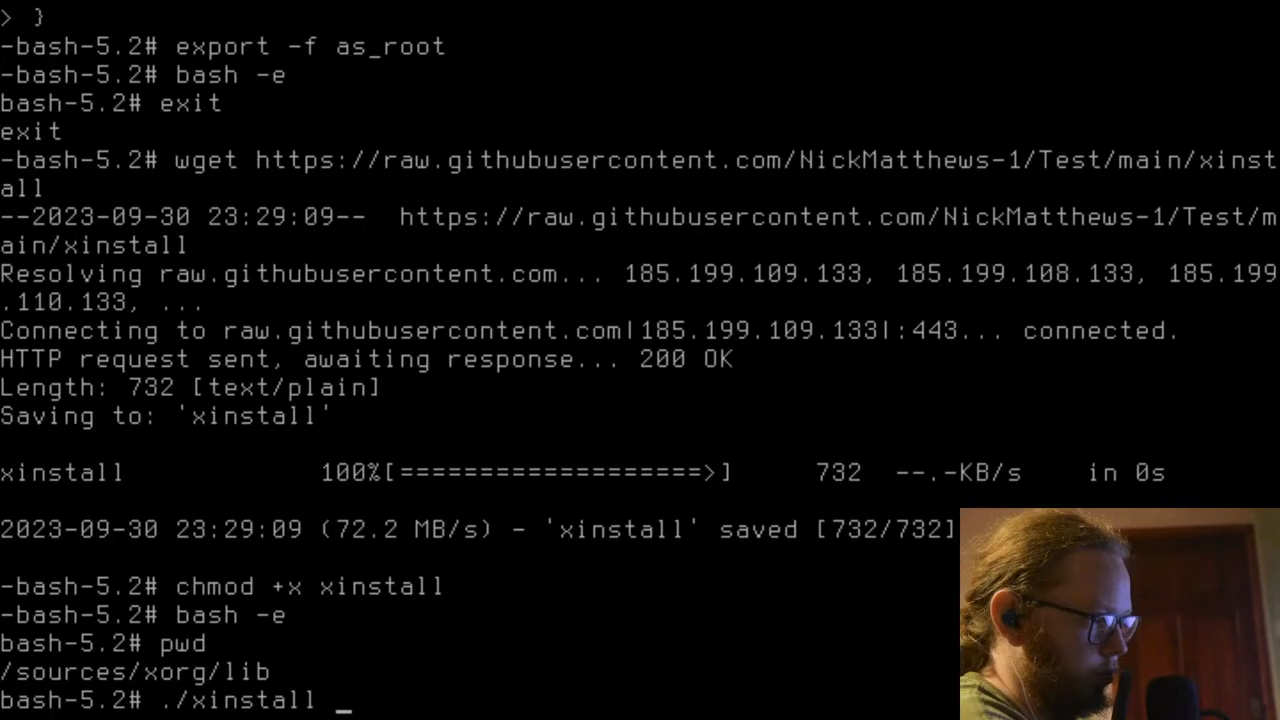 > }
-bash-5.2# export -f as_root
-bash-5.2# bash -e
bash-5.2# exit
exit
-bash-5.2# wget https://raw.githubusercontent.com/NickMatthews-1/Test/main/xinst
all
--2023-09-30 23:29:09--  https://raw.githubusercontent.com/NickMatthews-1/Test/m
ain/xinstall
Resolving raw.githubusercontent.com... 185.199.109.133, 185.199.108.133, 185.199
.110.133, ...
Connecting to raw.githubusercontent.com|185.199.109.133|:443... connected.
HTTP request sent, awaiting response... 200 OK
Length: 732 [text/plain]
Saving to: 'xinstall'
xinstall            100%[===================>]     732  --.-KB/s    in 0s
2023-09-30 23:29:09 (72.2 MB/s) - 'xinstall' saved [732/732]
-bash-5.2# chmod +x xinstall
-bash-5.2# bash -e
bash-5.2# pwd
/sources/xorg/lib
bash-5.2# ./xinstall _